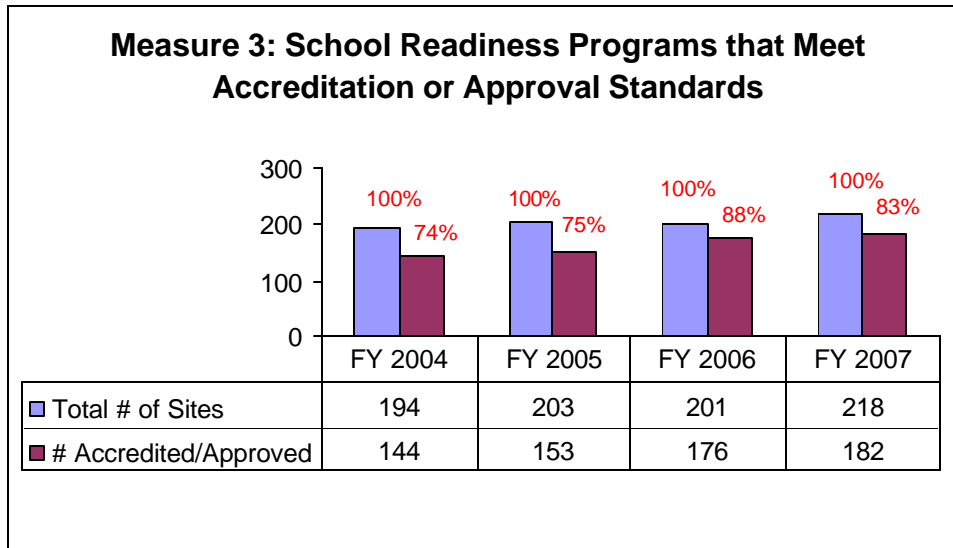 Measure 3: School Readiness Programs that Meet
Accreditation or Approval Standards
300
200
100
0
100% 74% 100% 75% 100% 88% 100% 83%
FY 2004 FY 2005 FY 2006 FY 2007
Total # of Sites 194 203 201 218
# Accredited/Approved 144 153 176 182